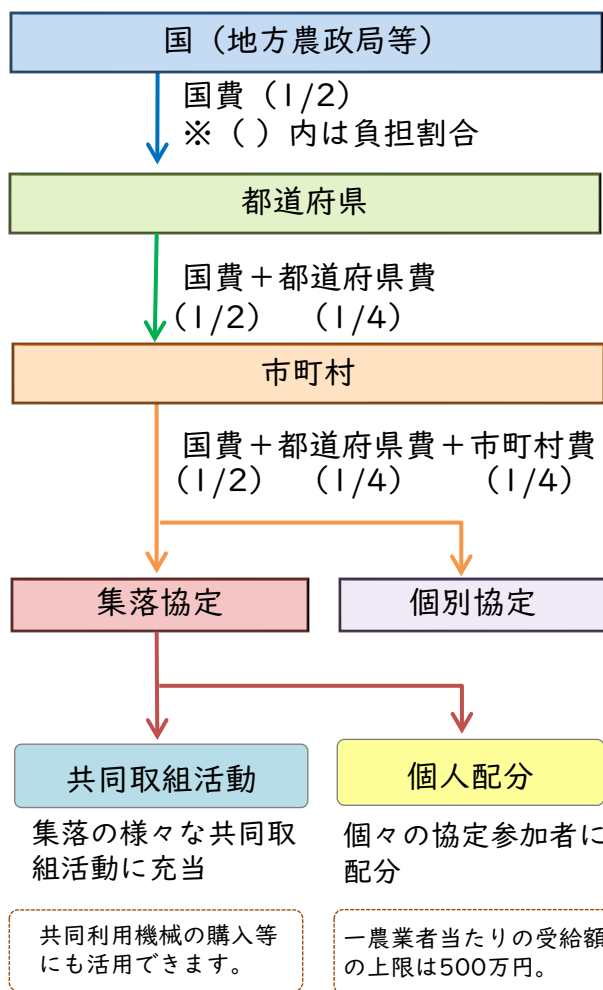 国（地方農政局等）
国費（1/2）
※（ ）内は負担割合
都道府県
国費＋都道府県費
（1/2）　（1/4）
市町村
国費＋都道府県費＋市町村費
（1/2）　（1/4）　（1/4）
集落協定
個別協定
共同取組活動
集落の様々な共同取
組活動に充当
共同利用機械の購入等
にも活用できます。
個人配分
個々の協定参加者に
配分
一農業者当たりの受給額
の上限は500万円。